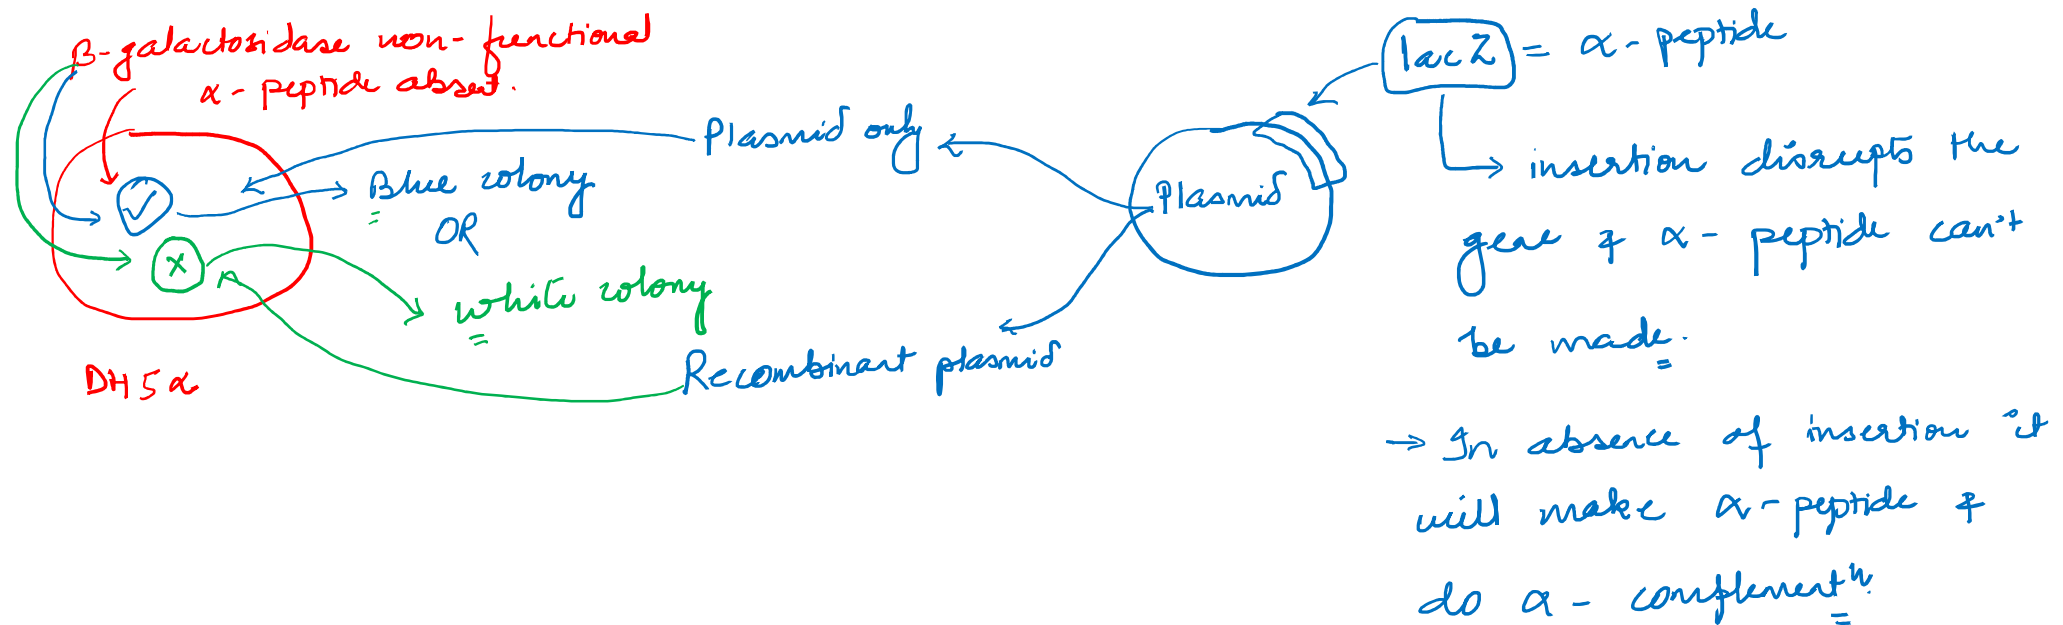 β-galactosidase non-functional
α-peptide absent.
lacZ = α-peptide
Plasmid only
Blue colony
OR
white colony
Plasmid
insertion disrupts the
gene & α-peptide can't
be made.
Recombinant plasmid
DH5α
✓
x
→ In absence of insertion it
will make α-peptide &
do α-complementⁿ.